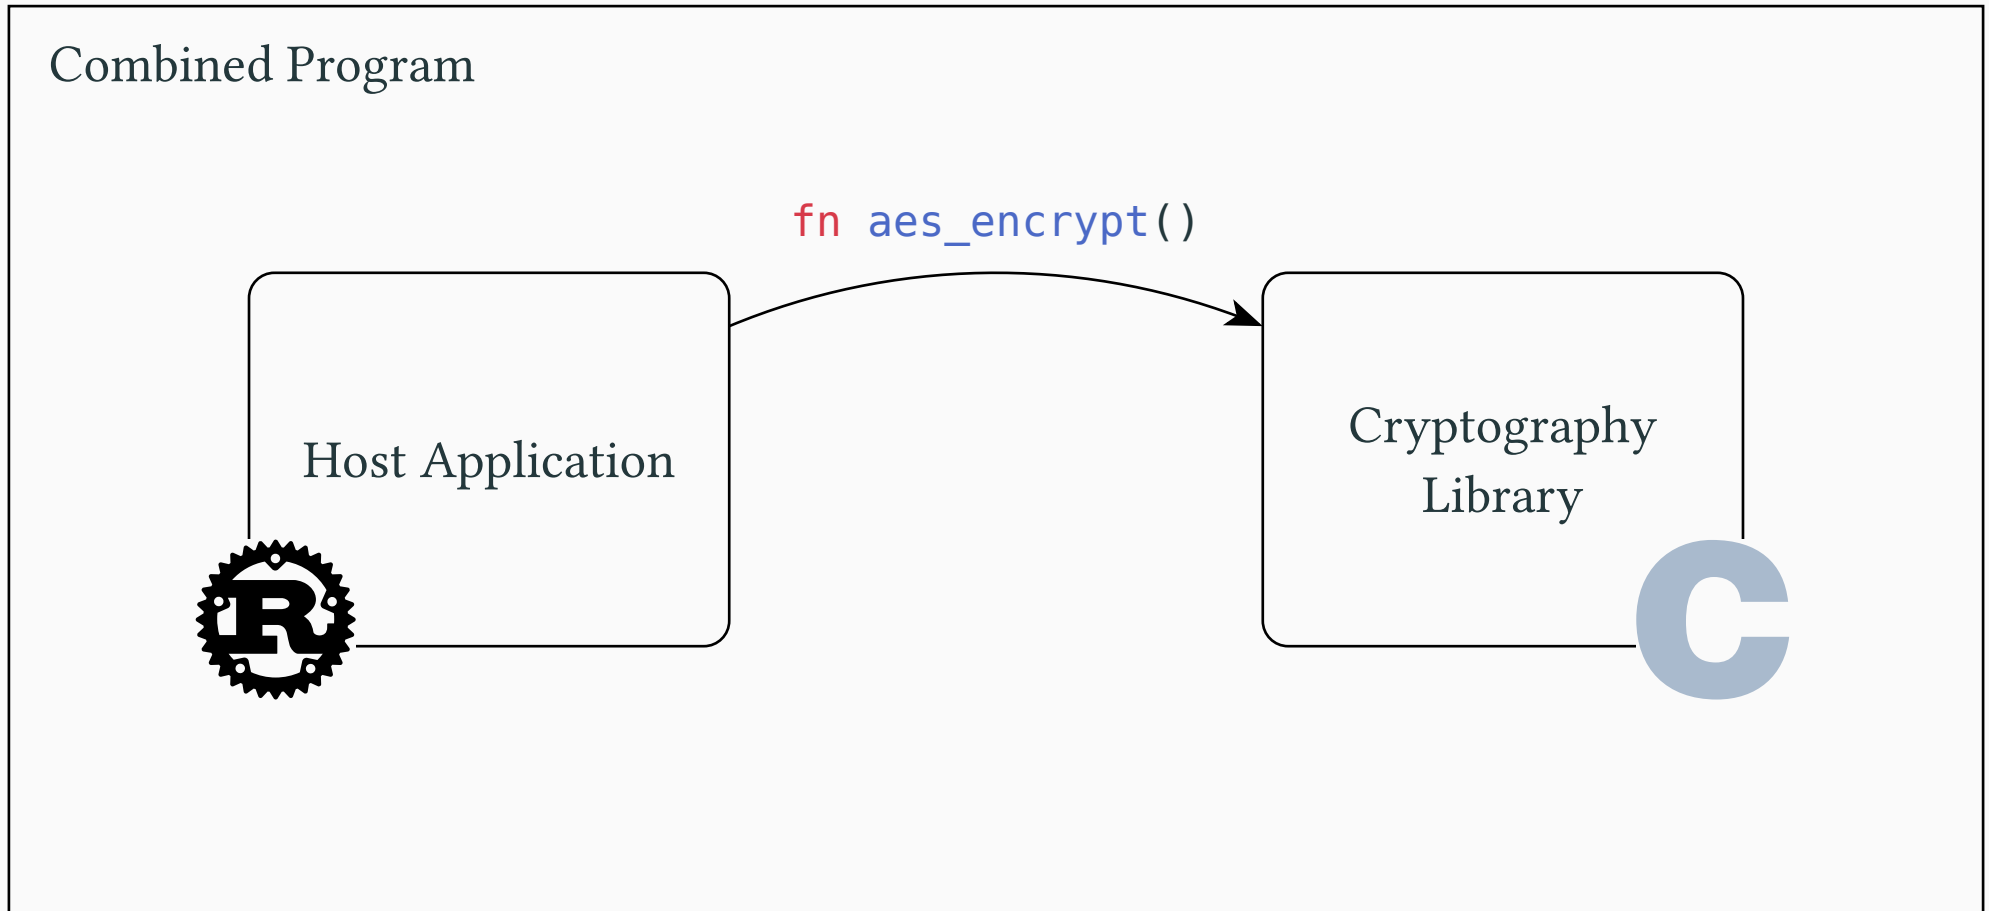 Combined Program
fn aes_encrypt()
Host Application
Cryptography
Library
R
C